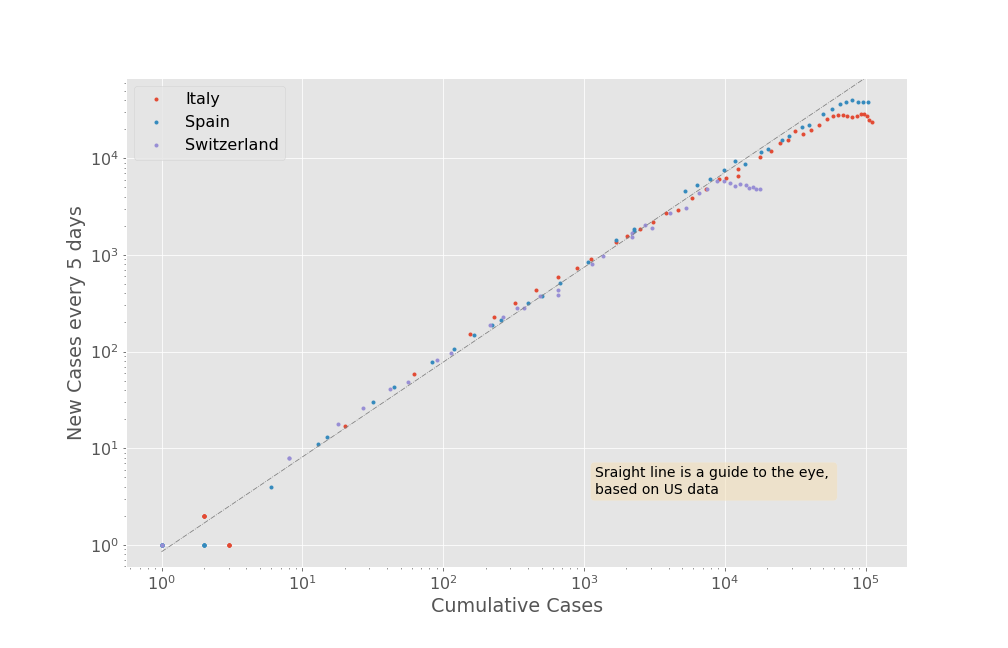 Italy
Spain
Switzerland
10⁴
10³
10²
10¹
10⁰
New Cases every 5 days
Sraight line is a guide to the eye,
based on US data
10⁰ 10¹ 10² 10³ 10⁴ 10⁵
Cumulative Cases